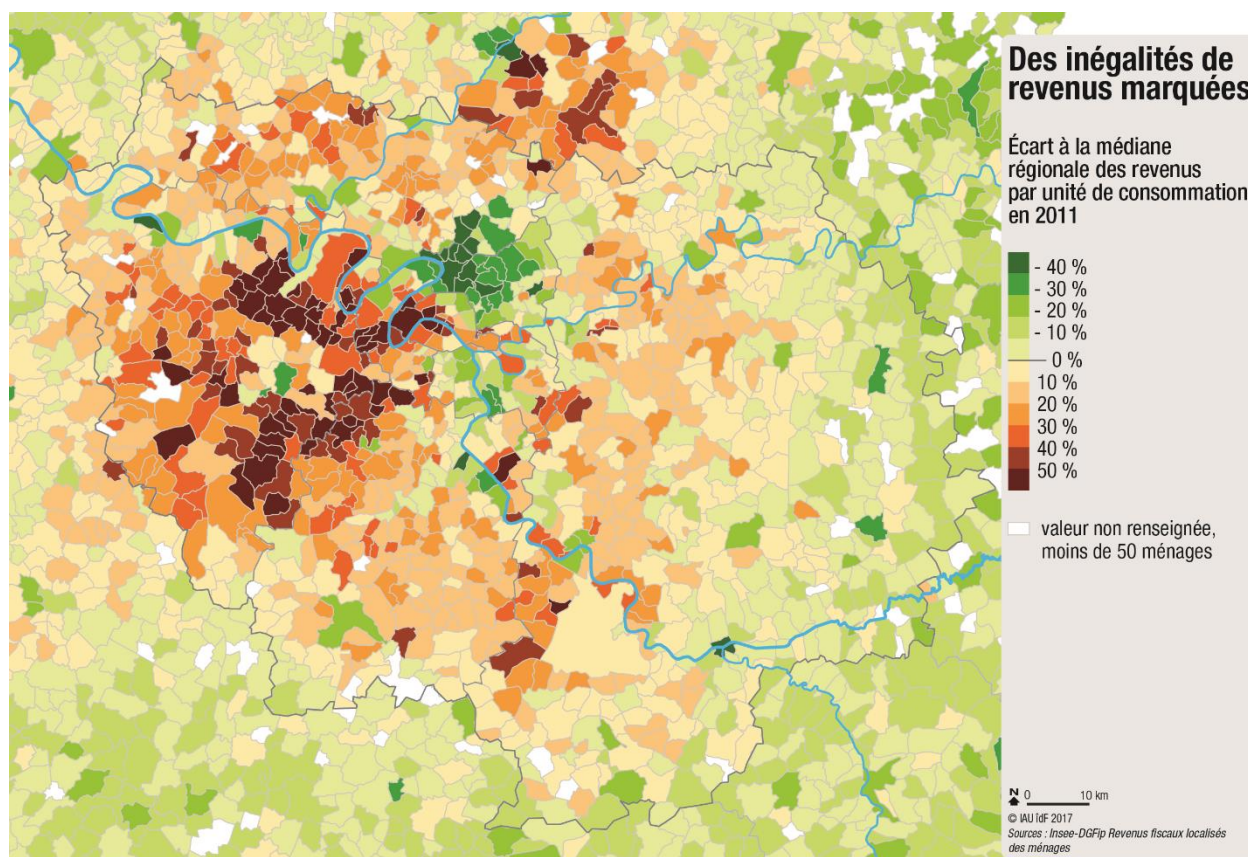 Des inégalités de
revenus marquées
Écart à la médiane
régionale des revenus
par unité de consommation
en 2011
- 40 %
- 30 %
- 20 %
- 10 %
0 %
10 %
20 %
30 %
40 %
50 %
valeur non renseignée,
moins de 50 ménages
N 0 10 km
© IAU îdF 2017
Sources : Insee-DGFip Revenus fiscaux localisés
des ménages